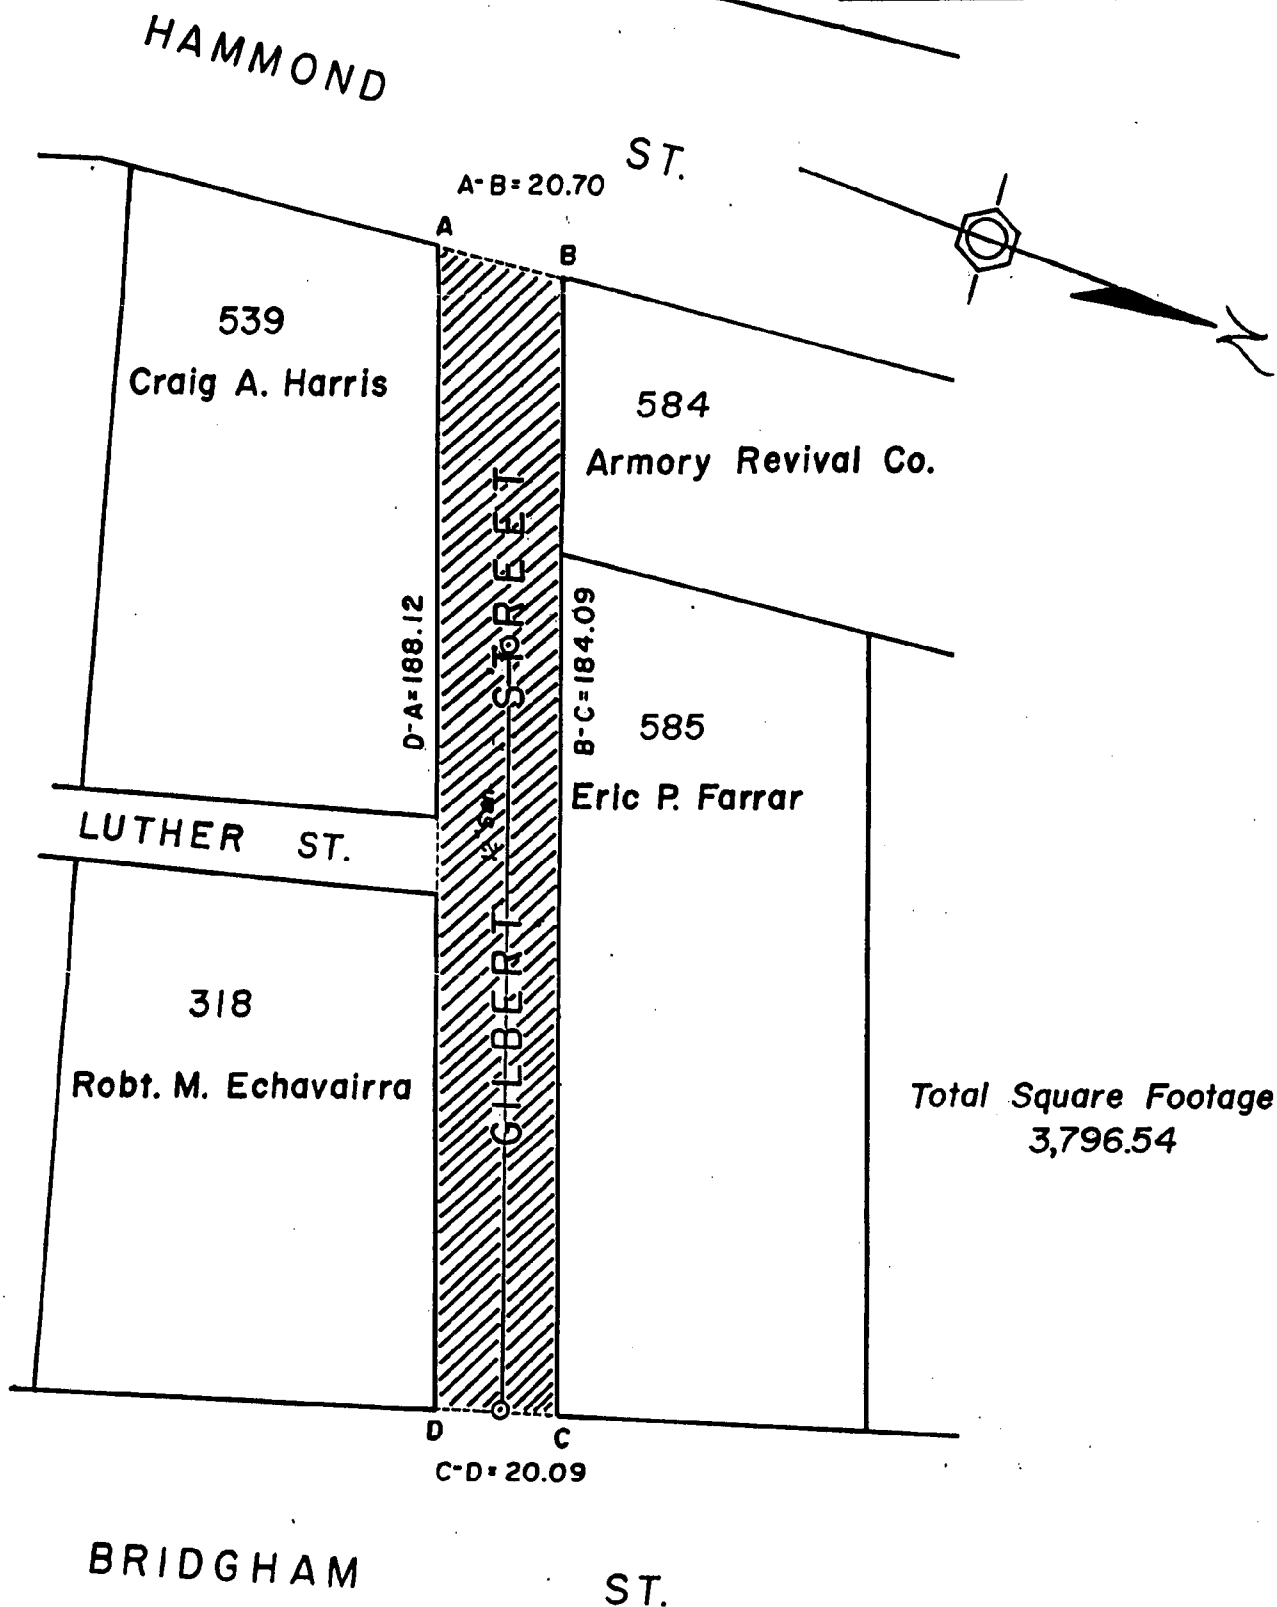 HAMMOND ST.
A-B=20.70
A
B
N
539
Craig A. Harris
584
Armory Revival Co.
D-A=188.12
GILBERT STREET
B-C=184.09
585
Eric P. Farrar
LUTHER ST.
318
Robt. M. Echavairra
Total Square Footage
3,796.54
D
C
C-D=20.09
BRIDGHAM ST.